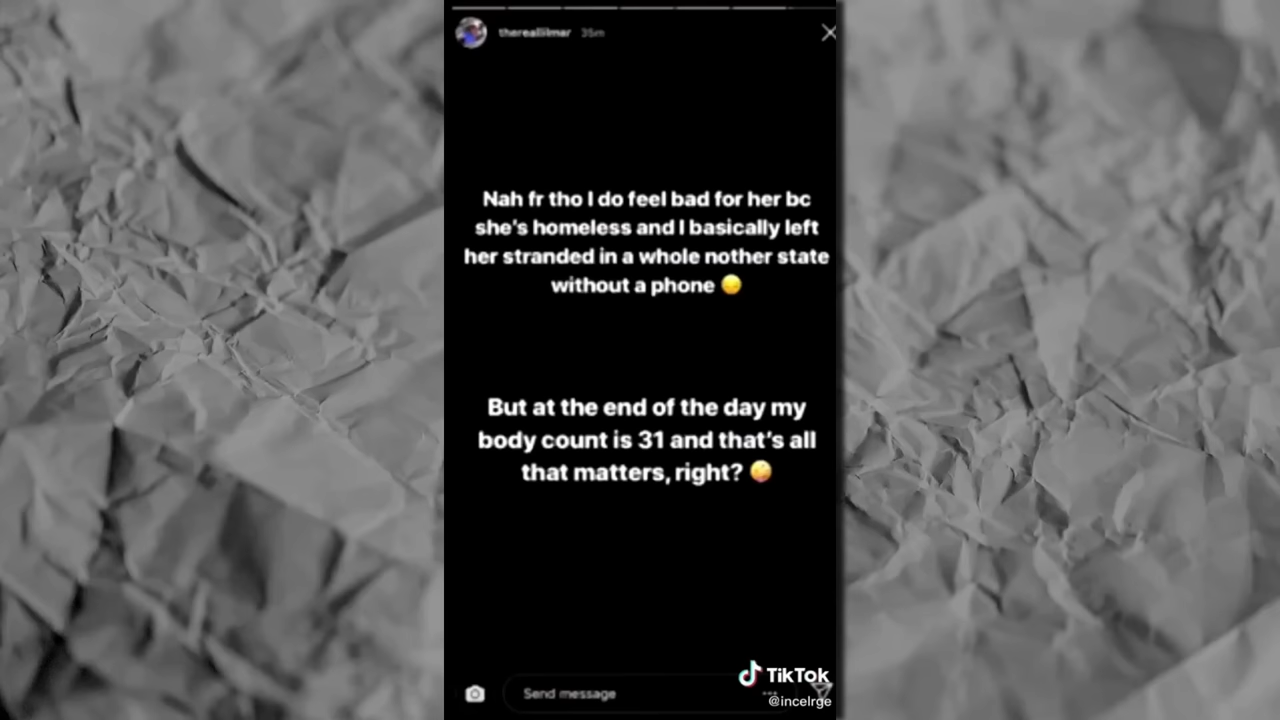 35m
Nah fr tho I do feel bad for her bc
she's homeless and I basically left
her stranded in a whole nother state
without a phone 😕
But at the end of the day my
body count is 31 and that's all
that matters, right? 🥴
Send message
TikTok
@incelrge